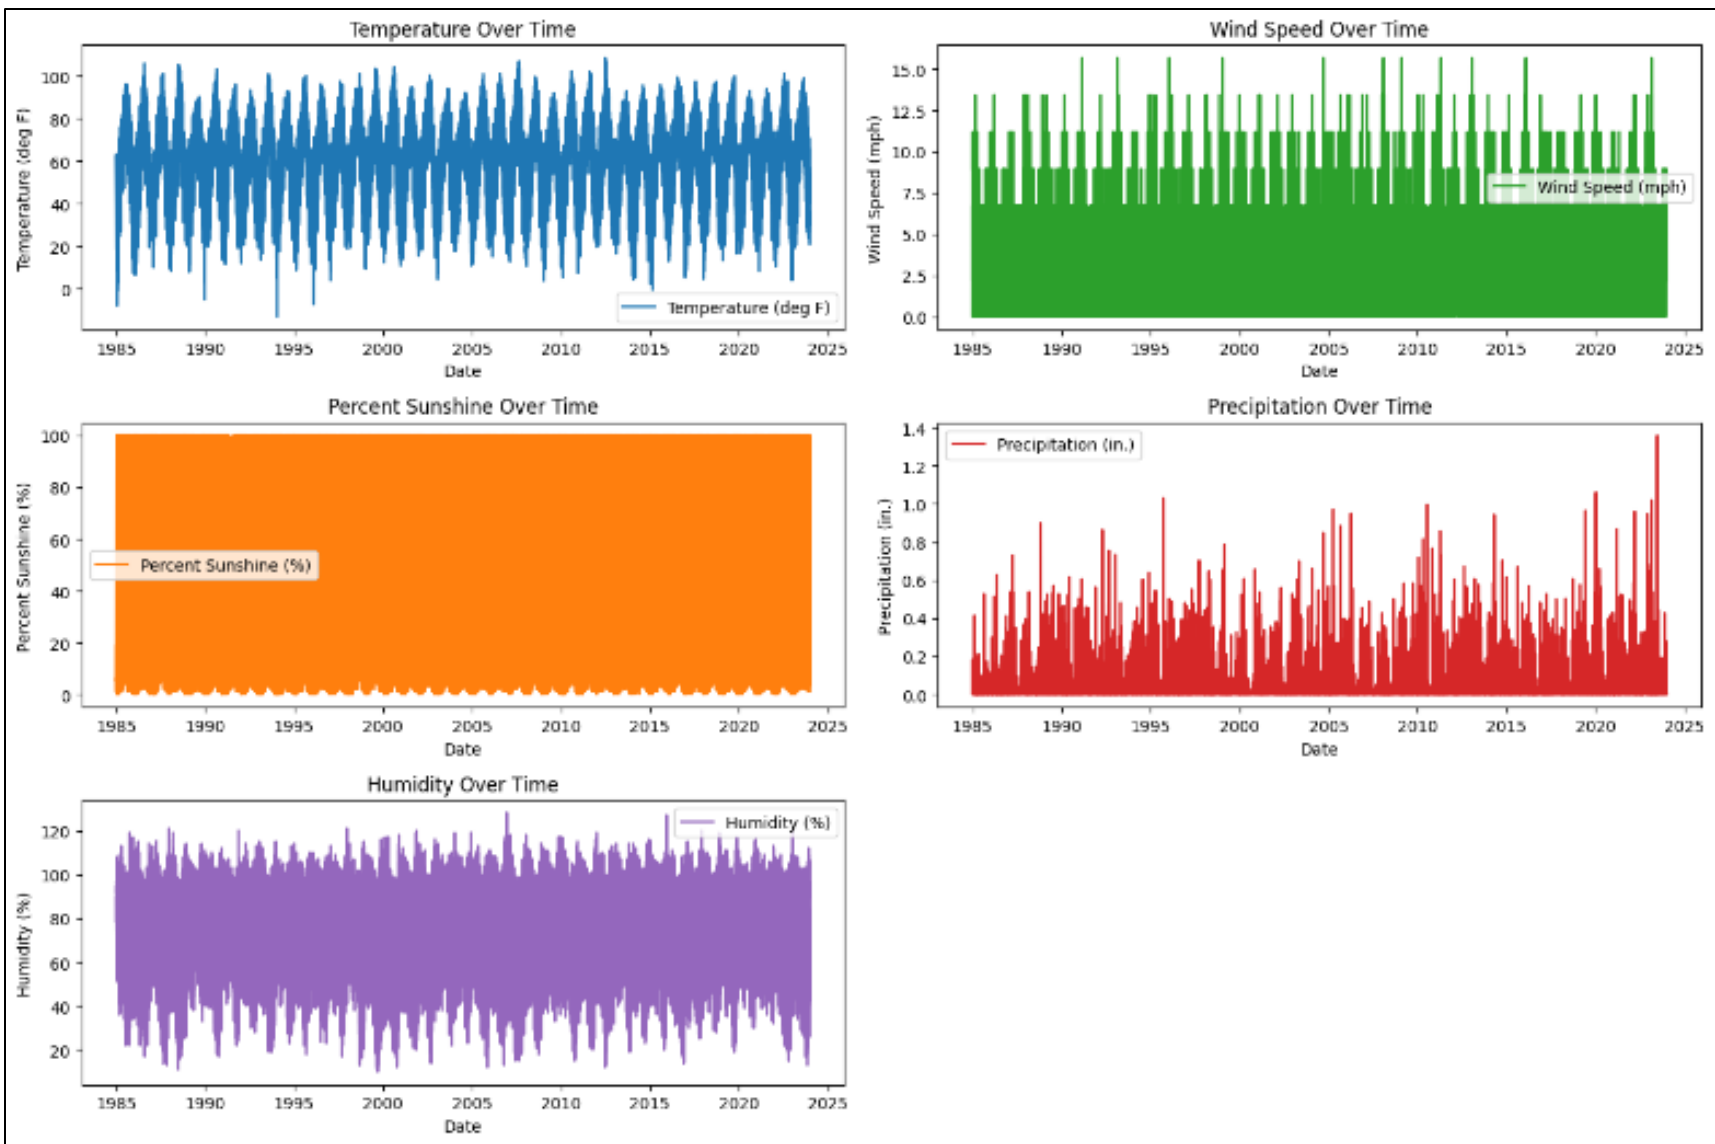 Temperature Over Time
Temperature (deg F)
100
80
60
40
20
0
Temperature (deg F)
1985 1990 1995 2000 2005 2010 2015 2020 2025
Date
Wind Speed Over Time
Wind Speed (mph)
15.0
12.5
10.0
7.5
5.0
2.5
0.0
Wind Speed (mph)
1985 1990 1995 2000 2005 2010 2015 2020 2025
Date
Percent Sunshine Over Time
Percent Sunshine (%)
100
80
60
40
20
0
Percent Sunshine (%)
1985 1990 1995 2000 2005 2010 2015 2020 2025
Date
Precipitation Over Time
Precipitation (in.)
1.4
1.2
1.0
0.8
0.6
0.4
0.2
0.0
Precipitation (in.)
1985 1990 1995 2000 2005 2010 2015 2020 2025
Date
Humidity Over Time
Humidity (%)
120
100
80
60
40
20
Humidity (%)
1985 1990 1995 2000 2005 2010 2015 2020 2025
Date